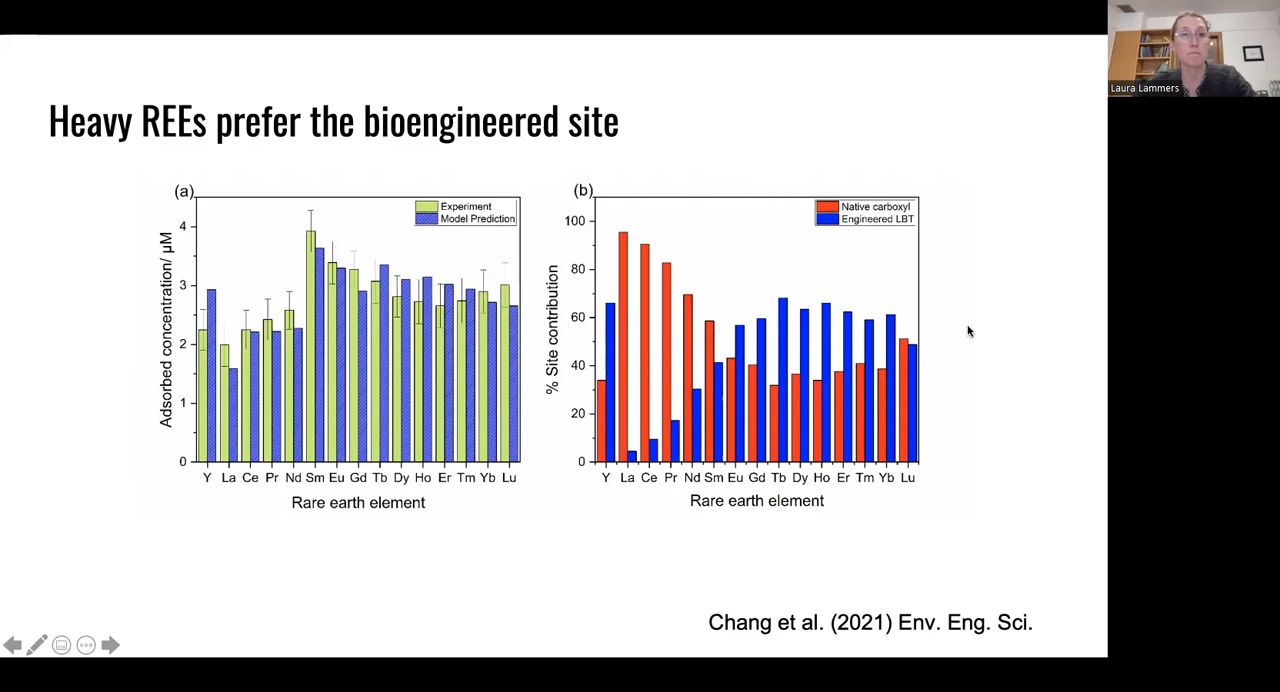 Laura Lammers
Heavy REEs prefer the bioengineered site
(a)
Experiment
Model Prediction
Adsorbed concentration/ μM
4
3
2
1
0
Y La Ce Pr Nd Sm Eu Gd Tb Dy Ho Er Tm Yb Lu
Rare earth element
(b)
Native carboxyl
Engineered LBT
% Site contribution
100
80
60
40
20
0
Y La Ce Pr Nd Sm Eu Gd Tb Dy Ho Er Tm Yb Lu
Rare earth element
Chang et al. (2021) Env. Eng. Sci.